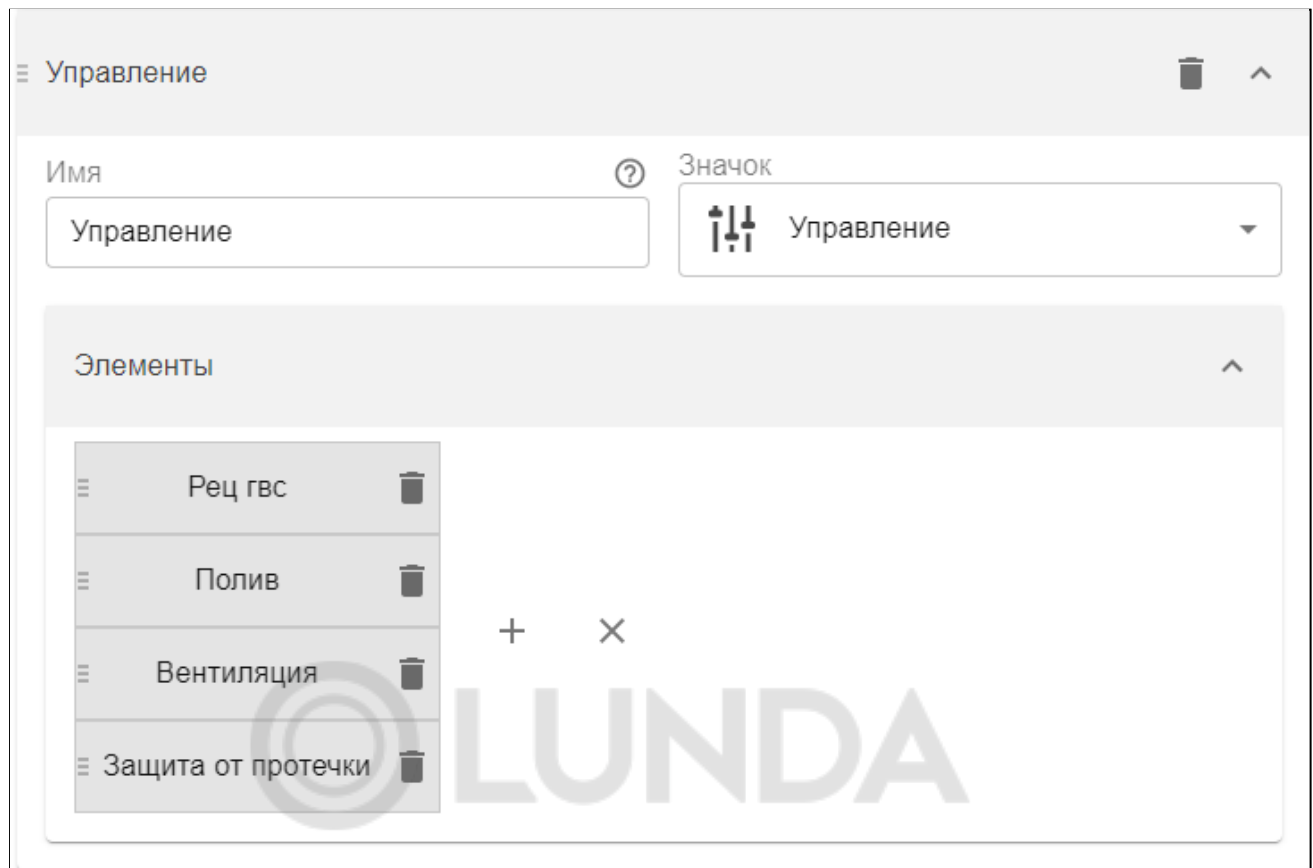 Управление
Имя
Значок
Управление
Управление
Элементы
Рец гвс
Полив
Вентиляция
Защита от протечки
LUNDA